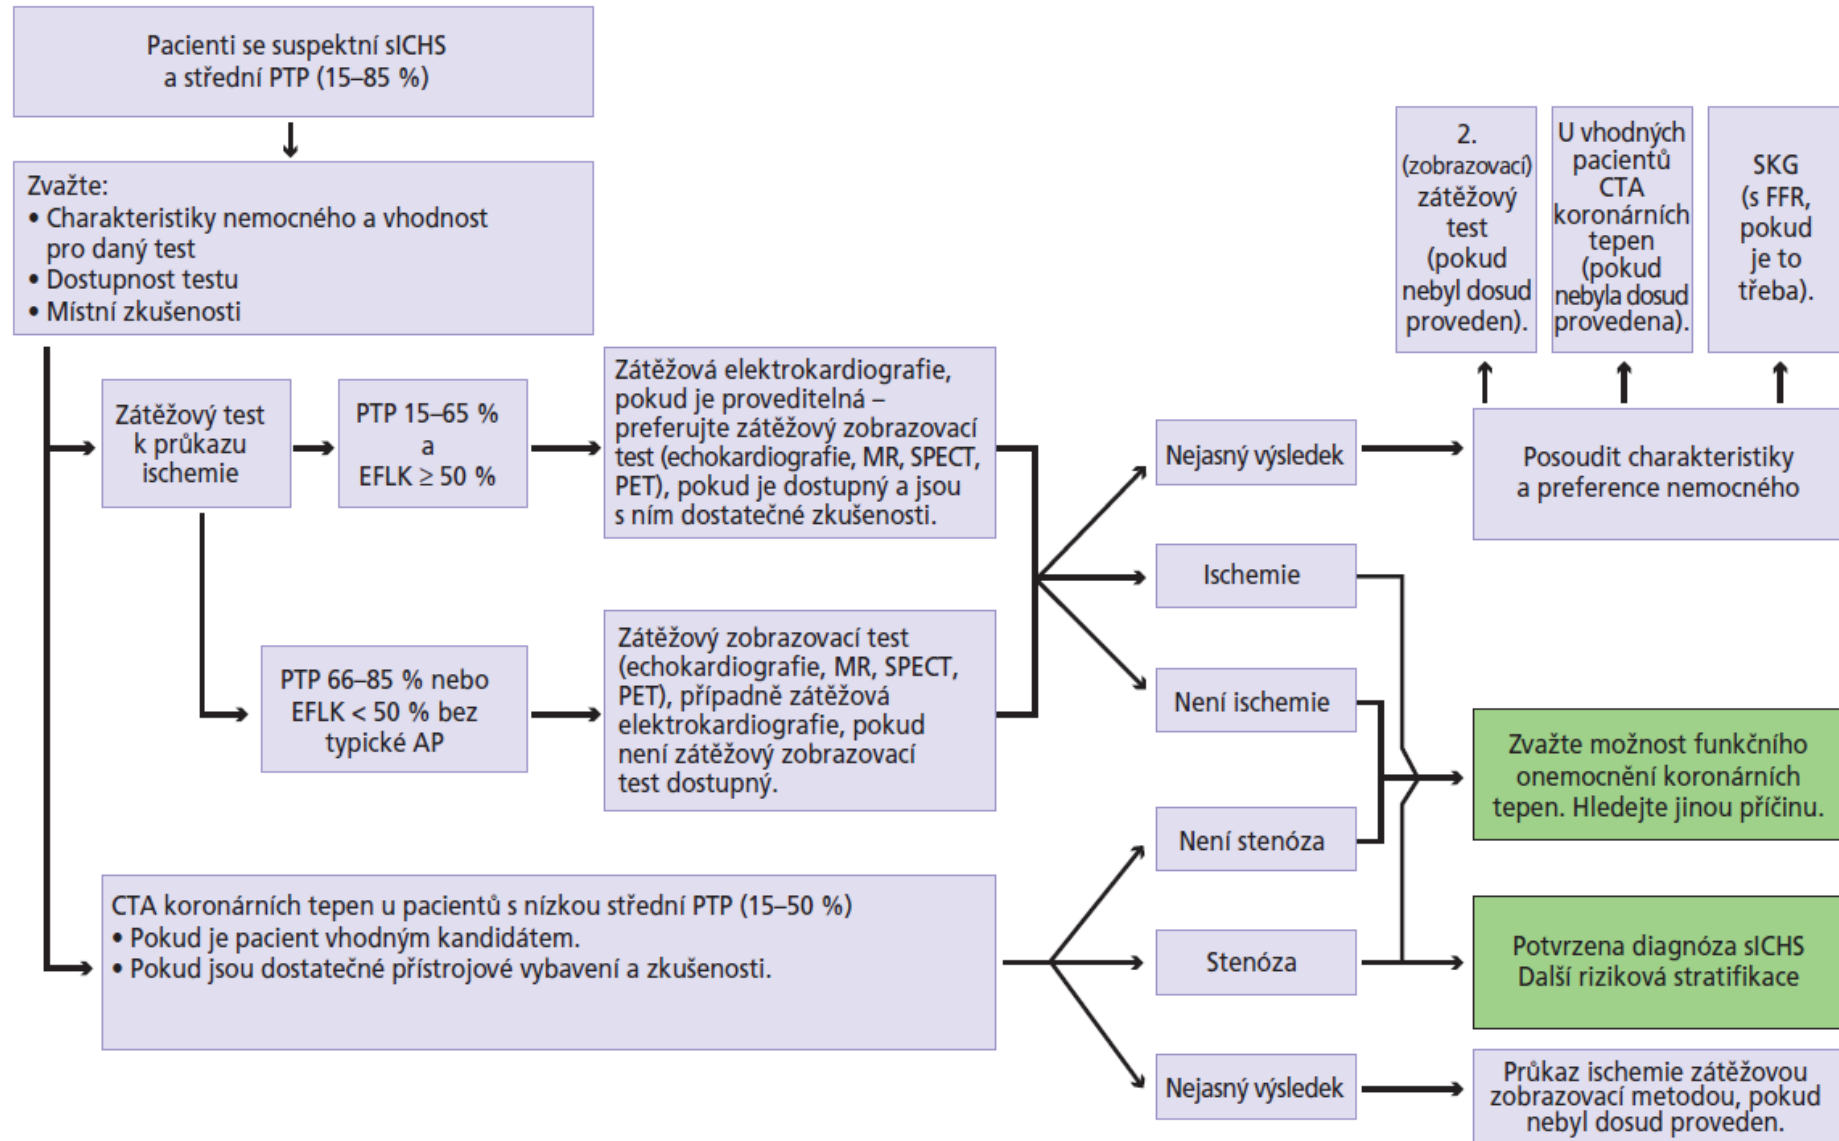 Pacienti se suspektní sICHS
a střední PTP (15–85 %)
Zvažte:
• Charakteristiky nemocného a vhodnost
pro daný test
• Dostupnost testu
• Místní zkušenosti
Zátěžový test
k průkazu
ischemie
PTP 15–65 %
a
EFLK ≥ 50 %
Zátěžová elektrokardiografie,
pokud je proveditelná –
preferujte zátěžový zobrazovací
test (echokardiografie, MR, SPECT,
PET), pokud je dostupný a jsou
s ním dostatečné zkušenosti.
PTP 66–85 % nebo
EFLK < 50 % bez
typické AP
Zátěžový zobrazovací test
(echokardiografie, MR, SPECT,
PET), případně zátěžová
elektrokardiografie, pokud
není zátěžový zobrazovací
test dostupný.
CTA koronárních tepen u pacientů s nízkou střední PTP (15–50 %)
• Pokud je pacient vhodným kandidátem.
• Pokud jsou dostatečné přístrojové vybavení a zkušenosti.
Nejasný výsledek
Ischemie
Není ischemie
Není stenóza
Stenóza
Nejasný výsledek
2.
(zobrazovací)
zátěžový
test
(pokud
nebyl dosud
proveden).
U vhodných
pacientů
CTA
koronárních
tepen
(pokud
nebyla dosud
provedena).
SKG
(s FFR,
pokud
je to
třeba).
Posoudit charakteristiky
a preference nemocného
Zvažte možnost funkčního
onemocnění koronárních
tepen. Hledejte jinou příčinu.
Potvrzena diagnóza sICHS
Další riziková stratifikace
Průkaz ischemie zátěžovou
zobrazovací metodou, pokud
nebyl dosud proveden.